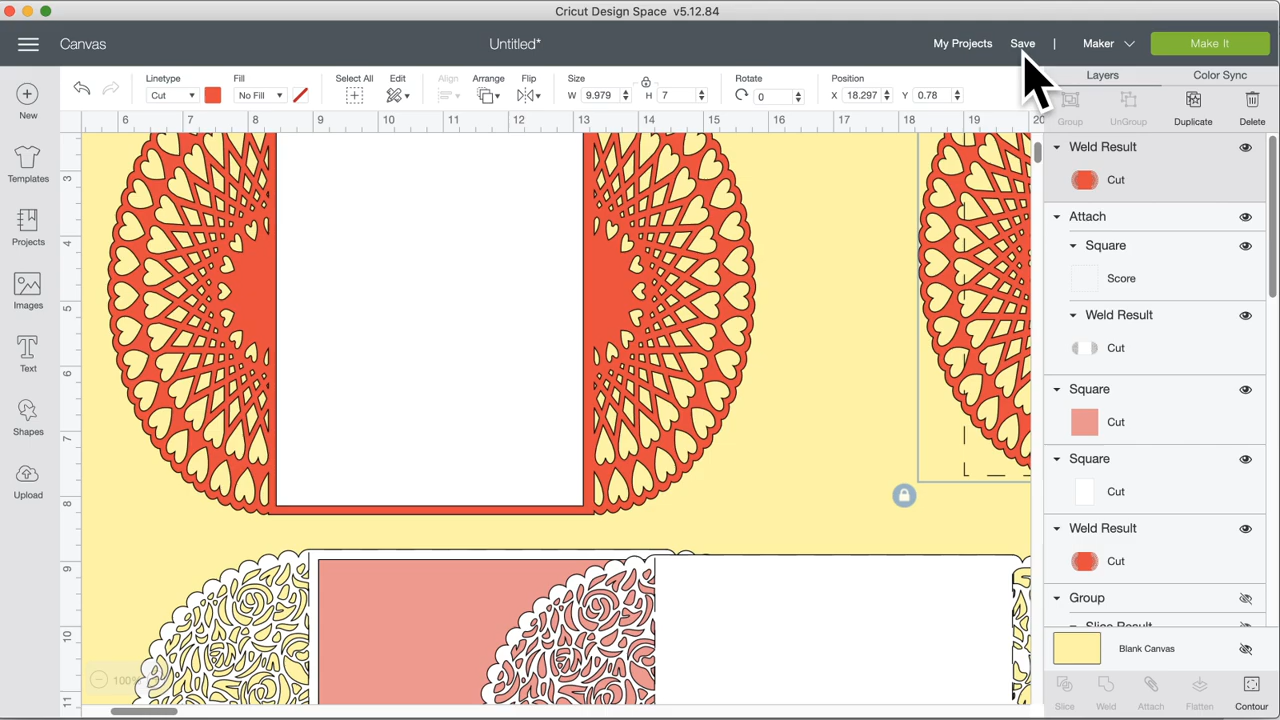 Cricut Design Space v5.12.84
Canvas
Untitled*
My Projects
Save
|
Maker
Make It
New
Templates
Projects
Images
Text
Shapes
Upload
Linetype
Cut
Fill
No Fill
Select All
Edit
Align
Arrange
Flip
Size
W 9.979
H 7
Rotate
0
Position
X 18.297
Y 0.78
Layers
Color Sync
Group
UnGroup
Duplicate
Delete
6 7 8 9 10 11 12 13 14 15 16 17 18 19 20
3
4
5
6
7
8
9
10
11
100%
Weld Result
Cut
Attach
Square
Score
Weld Result
Cut
Square
Cut
Square
Cut
Weld Result
Cut
Group
Slice Result
Blank Canvas
Slice
Weld
Attach
Flatten
Contour